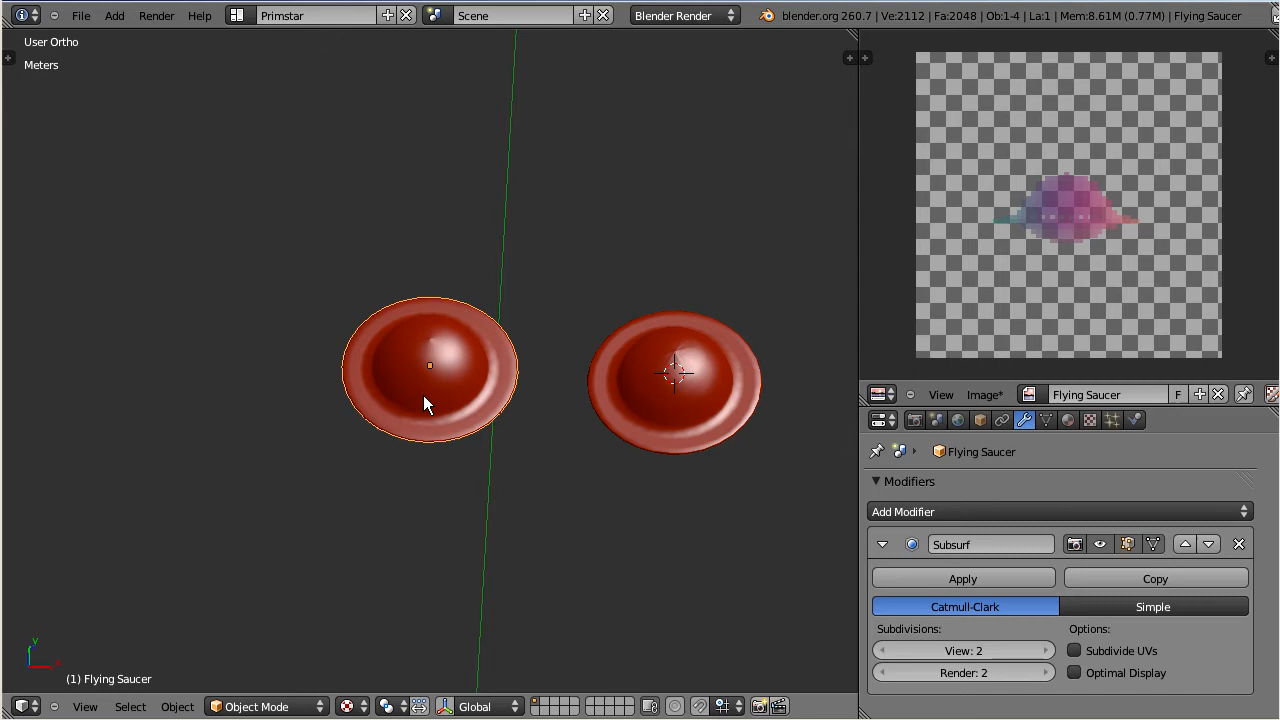 File Add Render Help Primstar Scene Blender Render blender.org 260.7 | Ve:2112 | Fa:2048 | Ob:1-4 | La:1 | Mem:8.61M (0.77M) | Flying Saucer
User Ortho
Meters
View Image* Flying Saucer F
Flying Saucer
Modifiers
Add Modifier
Subsurf
Apply Copy
Catmull-Clark Simple
Subdivisions: Options:
View: 2 Subdivide UVs
Render: 2 Optimal Display
Y
X
(1) Flying Saucer
View Select Object Object Mode Global